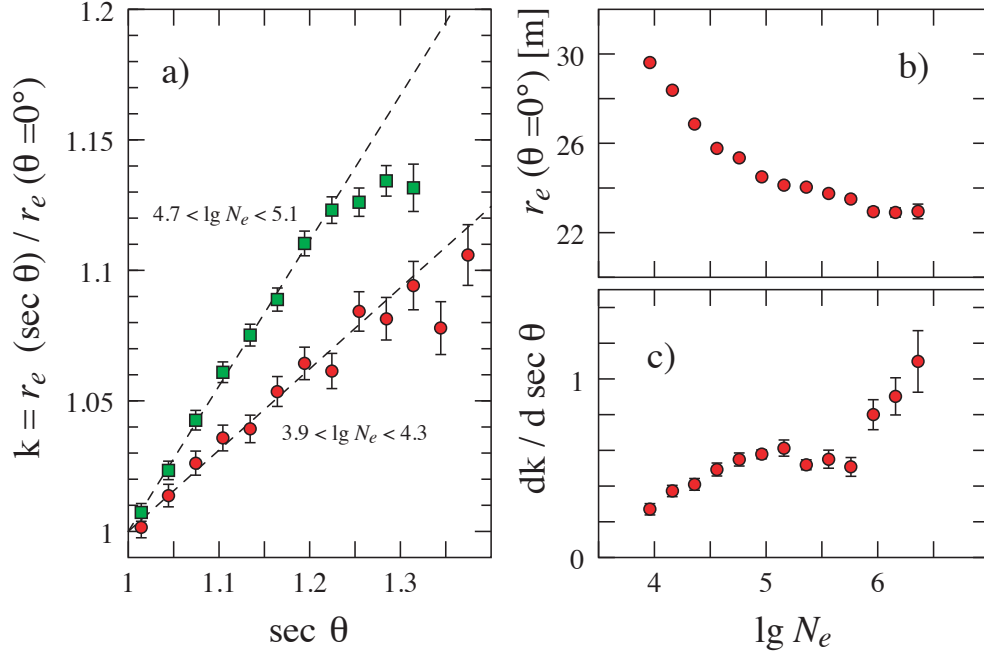 k = r_e (sec θ) / r_e (θ =0°)
1.2
1.15
1.1
1.05
1
a)
4.7 < lg N_e < 5.1
3.9 < lg N_e < 4.3
1
1.1
1.2
1.3
sec θ
r_e (θ =0°) [m]
30
26
22
b)
dk / d sec θ
1
0
c)
4
5
6
lg N_e